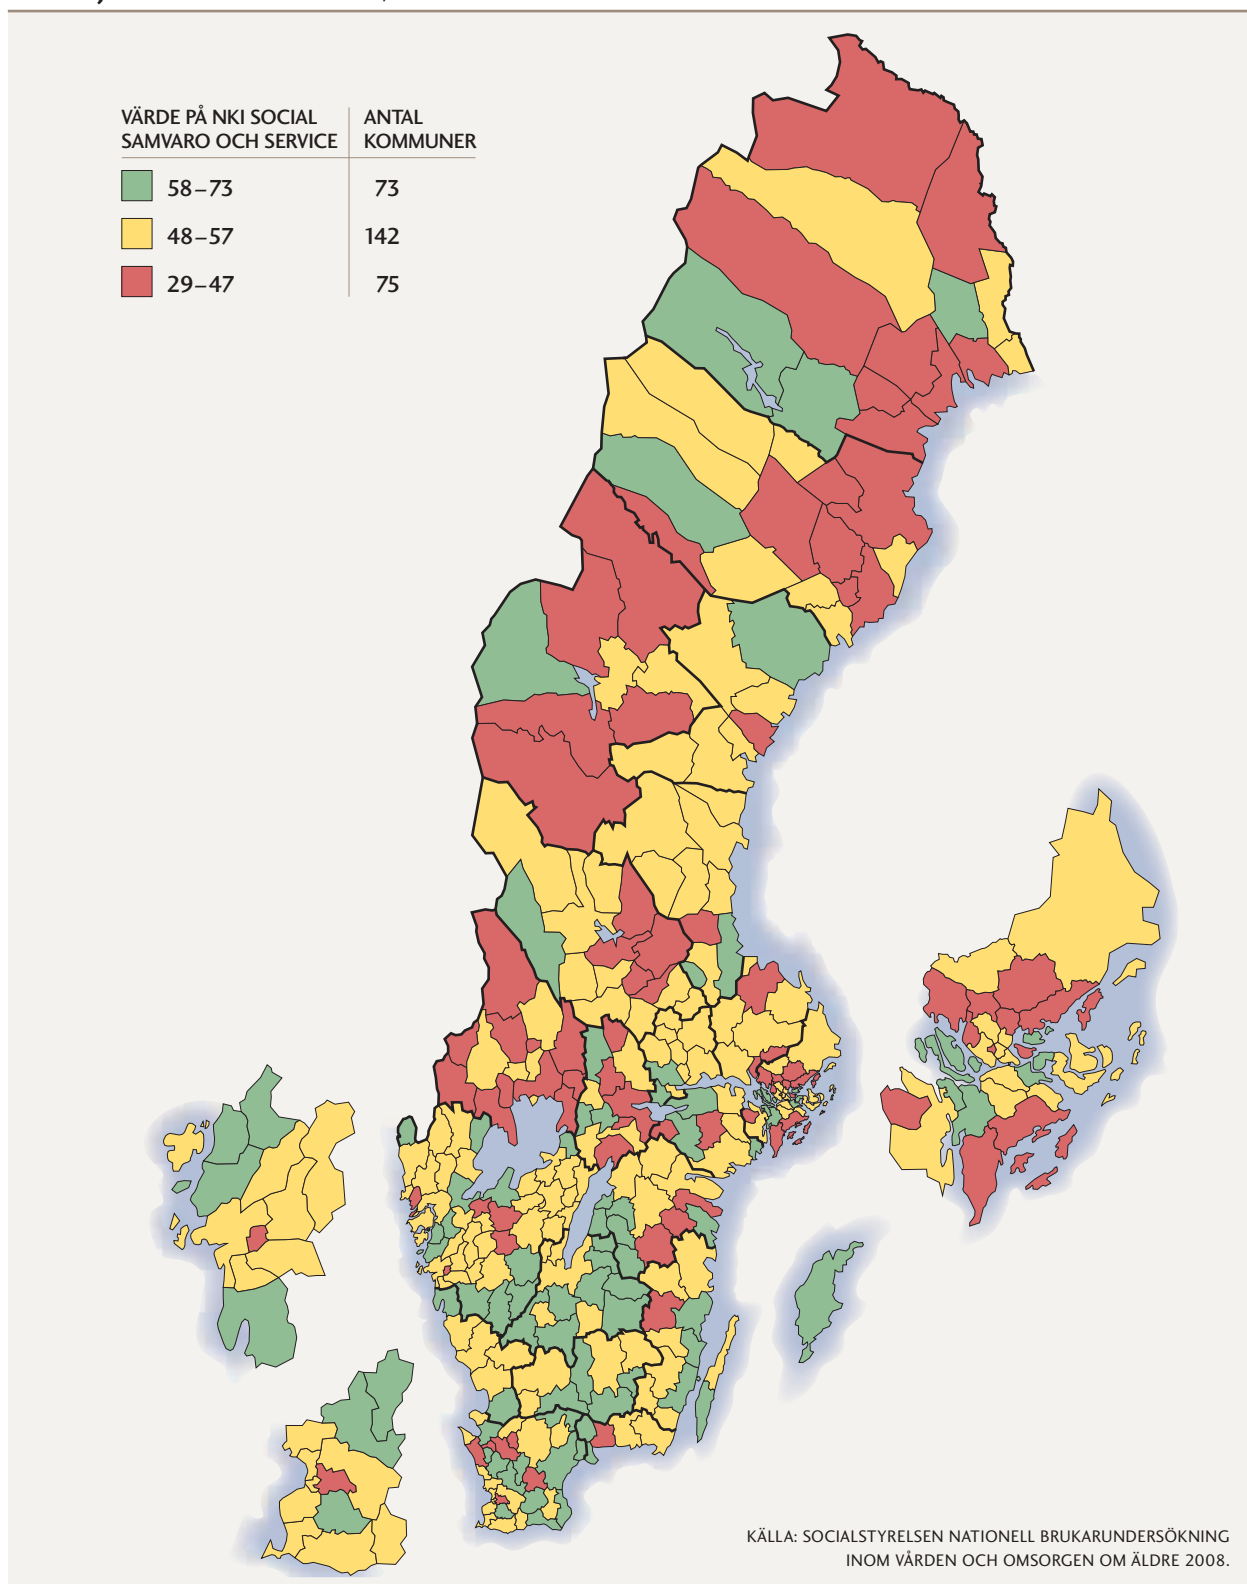 VÄRDE PÅ NKI SOCIAL
SAMVARO OCH SERVICE
ANTAL
KOMMUNER
58–73 73
48–57 142
29–47 75
KÄLLA: SOCIALSTYRELSEN NATIONELL BRUKARUNDERSÖKNING
INOM VÅRDEN OCH OMSORGEN OM ÄLDRE 2008.